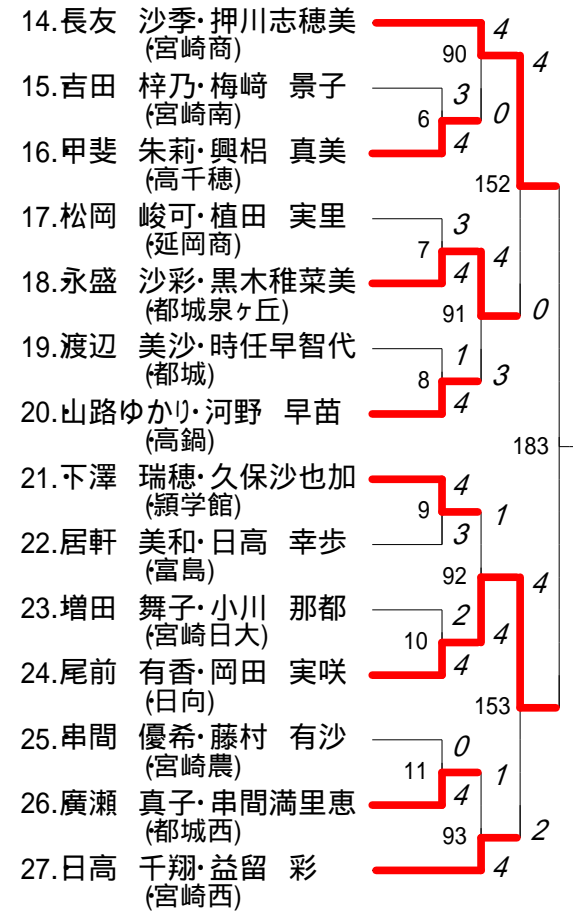 14.長友 沙季・押川志穂美
(・宮崎商)
15.吉田 梓乃・梅﨑 景子
(・宮崎南)
16.甲斐 朱莉・興梠 真美
(・高千穂)
17.松岡 峻可・植田 実里
(・延岡商)
18.永盛 沙彩・黒木稚菜美
(・都城泉ヶ丘)
19.渡辺 美沙・時任早智代
(・都城)
20.山路ゆかり・河野 早苗
(・高鍋)
21.下澤 瑞穂・久保沙也加
(・頴学館)
22.居軒 美和・日高 幸歩
(・富島)
23.増田 舞子・小川 那都
(・宮崎日大)
24.尾前 有香・岡田 実咲
(・日向)
25.串間 優希・藤村 有沙
(・宮崎農)
26.廣瀬 真子・串間満里恵
(・都城西)
27.日高 千翔・益留 彩
(・宮崎西)
6
3
4
7
3
4
8
1
4
9
4
3
10
2
4
11
0
4
90
4
0
91
4
3
92
1
4
93
1
4
152
4
0
153
4
2
183